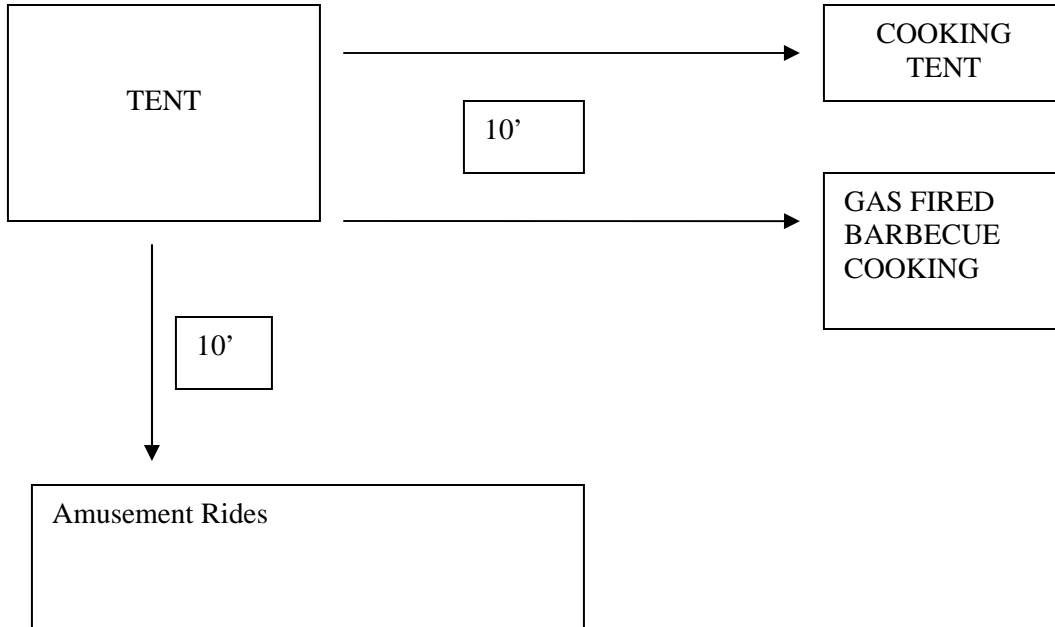 TENT
COOKING
TENT
10’
GAS FIRED
BARBECUE
COOKING
10’
Amusement Rides